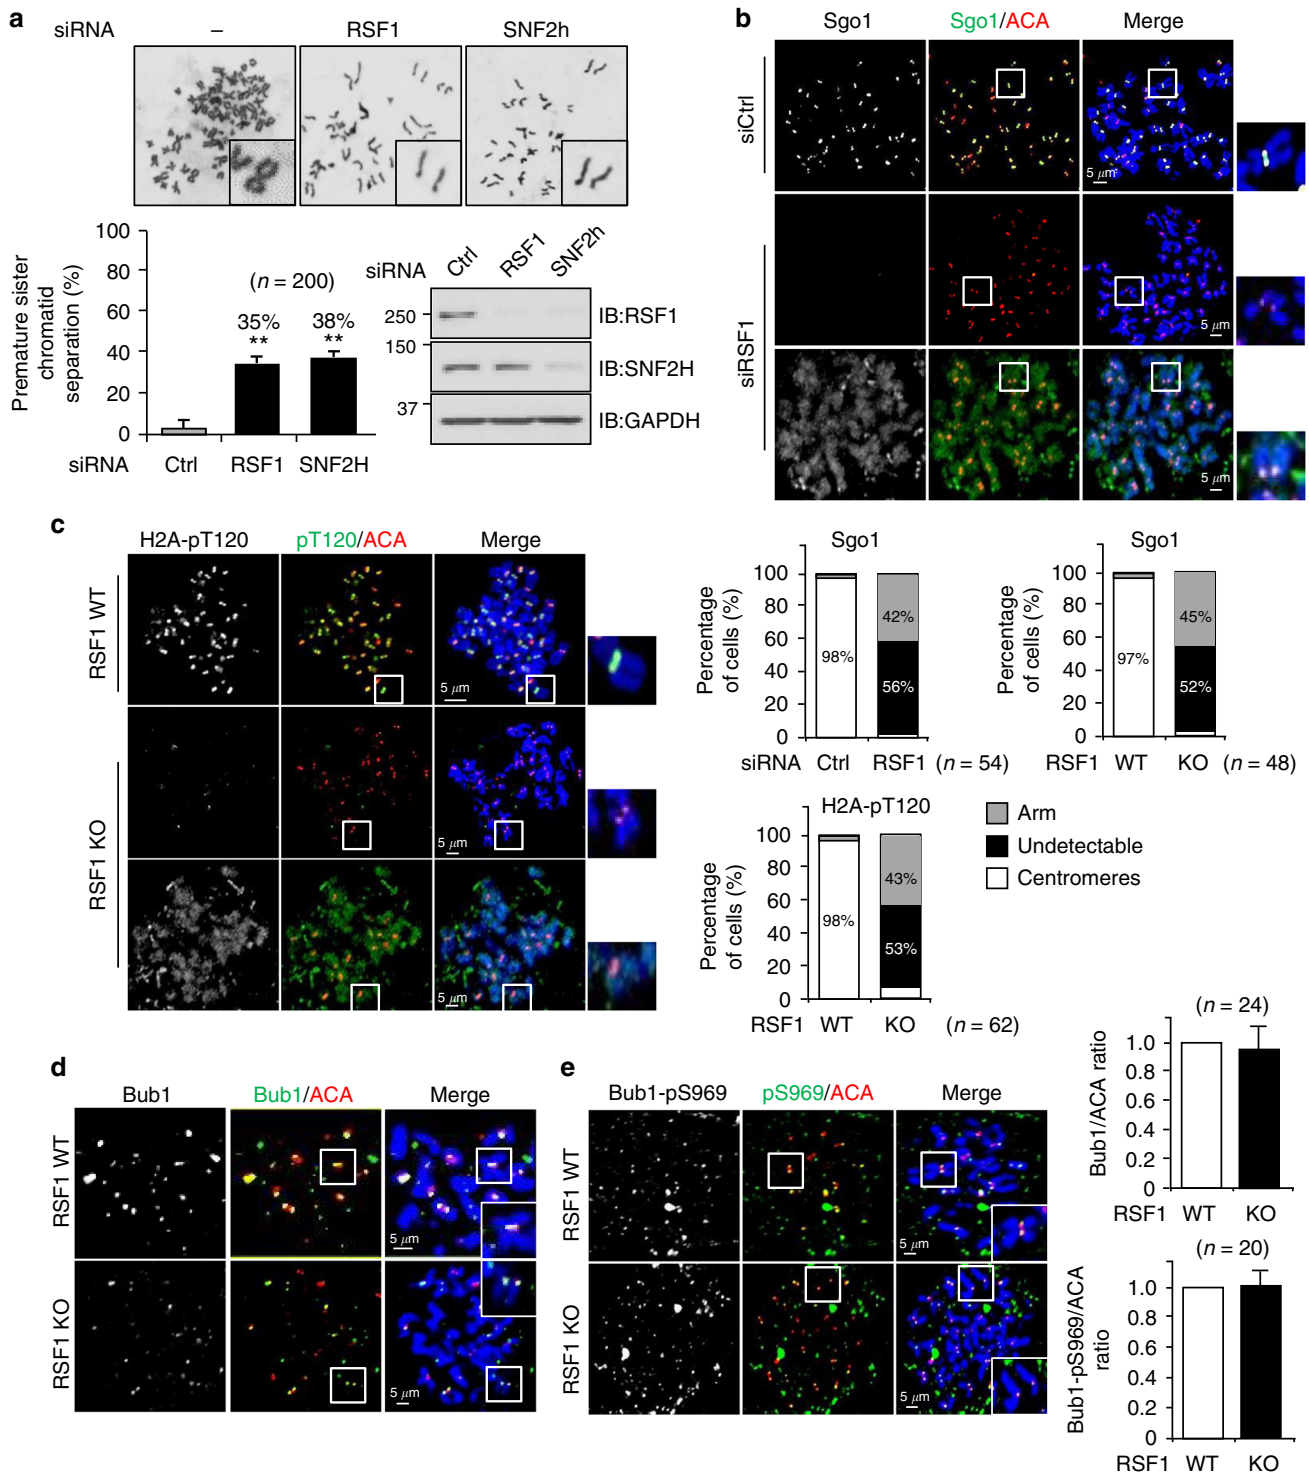 a
siRNA – RSF1 SNF2h
Premature sister
chromatid
separation (%)
100
80
60
40
20
0
(n = 200)
35%
**
38%
**
siRNA Ctrl RSF1 SNF2H
siRNA Ctrl RSF1 SNF2h
250
150
37
IB:RSF1
IB:SNF2H
IB:GAPDH
b
Sgo1 Sgo1/ACA Merge
siCtrl
5 μm
siRSF1
5 μm
5 μm
c
H2A-pT120 pT120/ACA Merge
RSF1 WT
5 μm
RSF1 KO
5 μm
5 μm
Sgo1
Percentage
of cells (%)
100
80
60
40
20
0
98%
42%
56%
siRNA Ctrl RSF1 (n = 54)
Sgo1
Percentage
of cells (%)
100
80
60
40
20
0
97%
45%
52%
RSF1 WT KO (n = 48)
H2A-pT120
Percentage
of cells (%)
100
80
60
40
20
0
98%
43%
53%
RSF1 WT KO (n = 62)
Arm
Undetectable
Centromeres
d
Bub1 Bub1/ACA Merge
RSF1 WT
5 μm
RSF1 KO
5 μm
e
Bub1-pS969 pS969/ACA Merge
RSF1 WT
5 μm
RSF1 KO
5 μm
(n = 24)
Bub1/ACA ratio
1.0
0.8
0.6
0.4
0.2
0
RSF1 WT KO
(n = 20)
Bub1-pS969/ACA
ratio
1.0
0.8
0.6
0.4
0.2
0
RSF1 WT KO